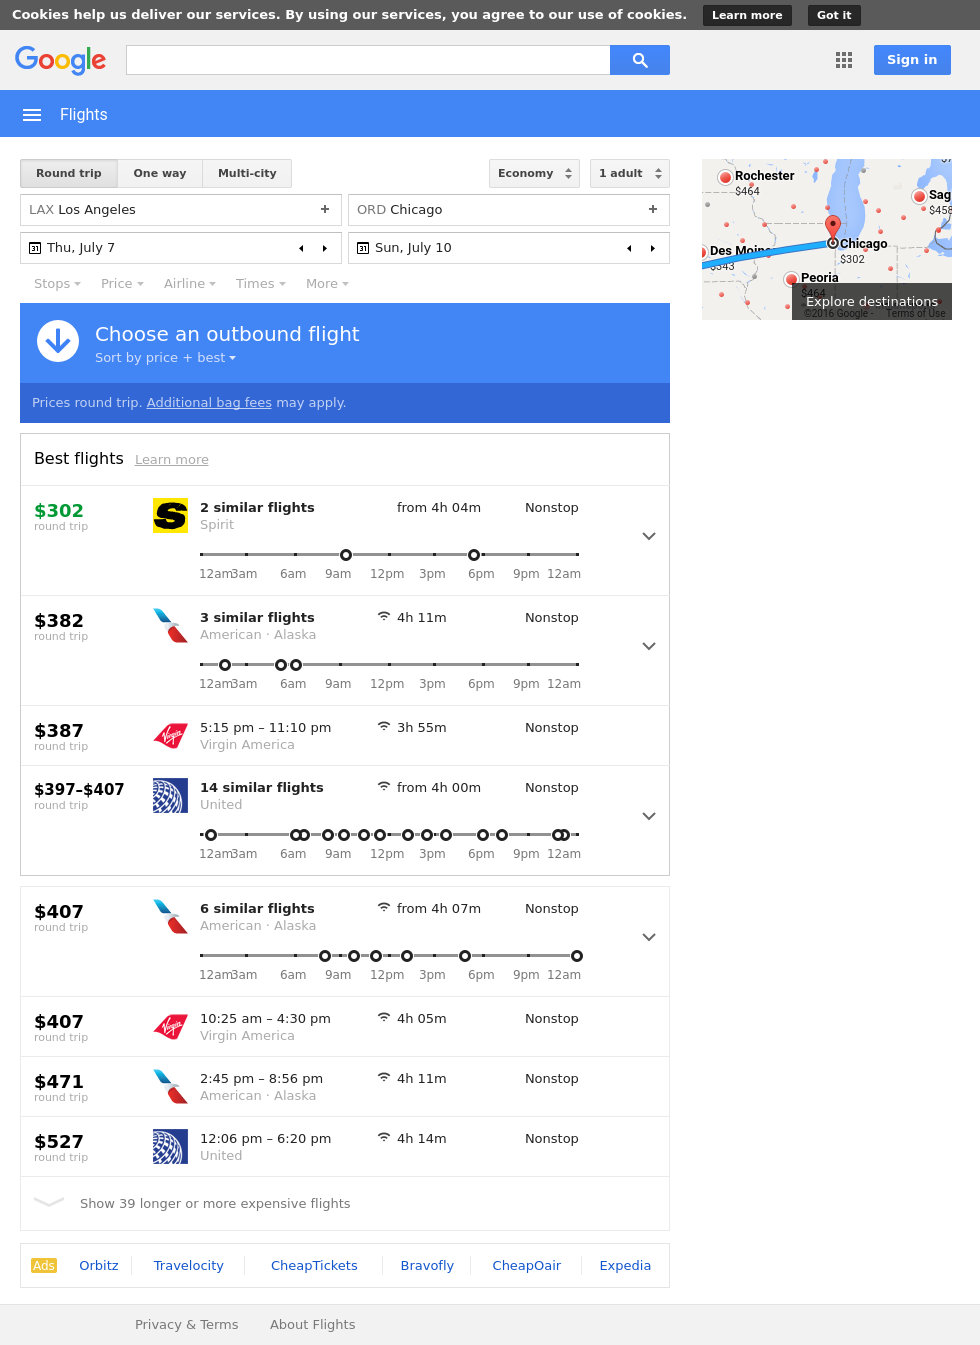 Cookies help us deliver our services. By using our services, you agree to our use of cookies. Learn more Got it
Google Sign in
Flights
Round trip One way Multi-city Economy 1 adult
LAX Los Angeles + ORD Chicago +
31 Thu, July 7 31 Sun, July 10
Stops Price Airline Times More
Choose an outbound flight
Sort by price + best
Prices round trip. Additional bag fees may apply.
Rochester
$464
Sag
$458
Des Moines
$343
Chicago
$302
Peoria
$464
Explore destinations
©2016 Google - Terms of Use
Best flights Learn more
$302 2 similar flights from 4h 04m Nonstop
round trip Spirit
12am 3am 6am 9am 12pm 3pm 6pm 9pm 12am
$382 3 similar flights 4h 11m Nonstop
round trip American · Alaska
12am 3am 6am 9am 12pm 3pm 6pm 9pm 12am
$387 5:15 pm – 11:10 pm 3h 55m Nonstop
round trip Virgin America
$397–$407 14 similar flights from 4h 00m Nonstop
round trip United
12am 3am 6am 9am 12pm 3pm 6pm 9pm 12am
$407 6 similar flights from 4h 07m Nonstop
round trip American · Alaska
12am 3am 6am 9am 12pm 3pm 6pm 9pm 12am
$407 10:25 am – 4:30 pm 4h 05m Nonstop
round trip Virgin America
$471 2:45 pm – 8:56 pm 4h 11m Nonstop
round trip American · Alaska
$527 12:06 pm – 6:20 pm 4h 14m Nonstop
round trip United
Show 39 longer or more expensive flights
Ads Orbitz Travelocity CheapTickets Bravofly CheapOair Expedia
Privacy & Terms About Flights